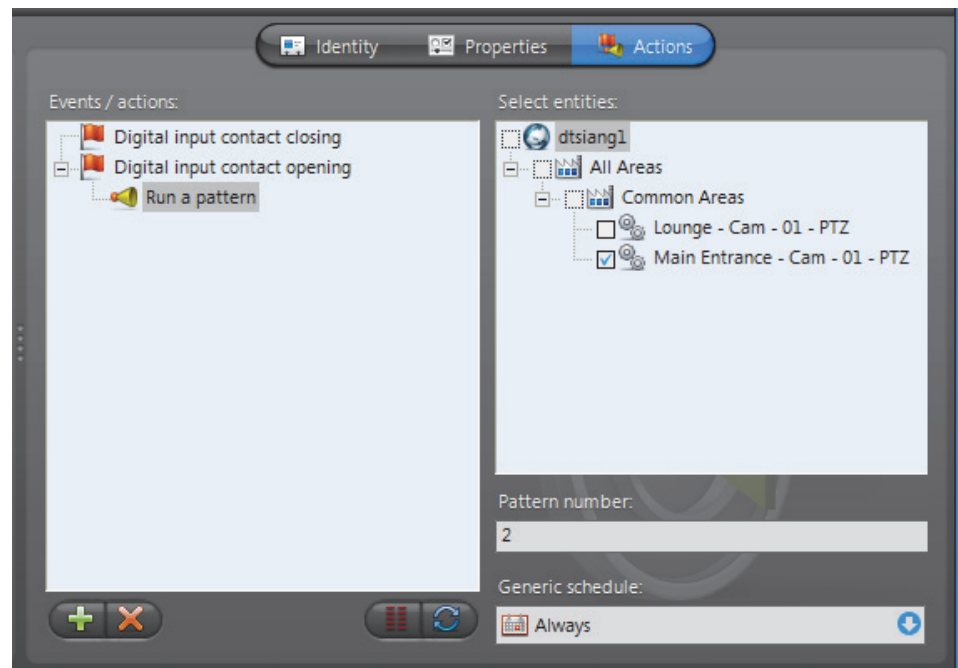 Identity
Properties
Actions
Events / actions:
Digital input contact closing
Digital input contact opening
Run a pattern
Select entities:
dtsiang1
All Areas
Common Areas
Lounge - Cam - 01 - PTZ
Main Entrance - Cam - 01 - PTZ
Pattern number:
2
Generic schedule:
Always